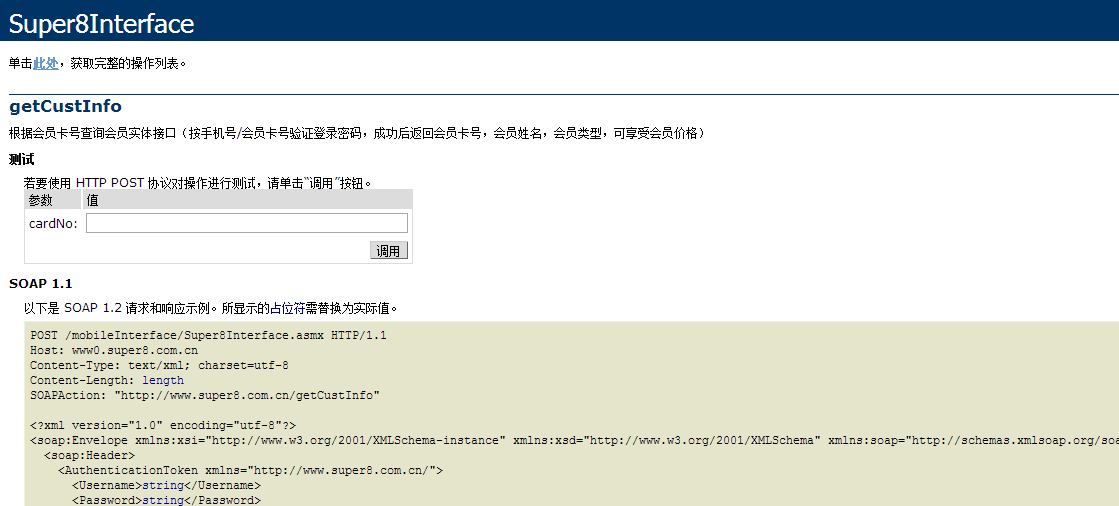 Super8Interface
单击此处，获取完整的操作列表。
getCustInfo
根据会员卡号查询会员实体接口（按手机号/会员卡号验证登录密码，成功后返回会员卡号，会员姓名，会员类型，可享受会员价格）
测试
若要使用 HTTP POST 协议对操作进行测试，请单击“调用”按钮。
参数 值
cardNo:
调用
SOAP 1.1
以下是 SOAP 1.2 请求和响应示例。所显示的占位符需替换为实际值。
POST /mobileInterface/Super8Interface.asmx HTTP/1.1
Host: www0.super8.com.cn
Content-Type: text/xml; charset=utf-8
Content-Length: length
SOAPAction: "http://www.super8.com.cn/getCustInfo"
<?xml version="1.0" encoding="utf-8"?>
<soap:Envelope xmlns:xsi="http://www.w3.org/2001/XMLSchema-instance" xmlns:xsd="http://www.w3.org/2001/XMLSchema" xmlns:soap="http://schemas.xmlsoap.org/soa
<soap:Header>
<AuthenticationToken xmlns="http://www.super8.com.cn/">
<Username>string</Username>
<Password>string</Password>